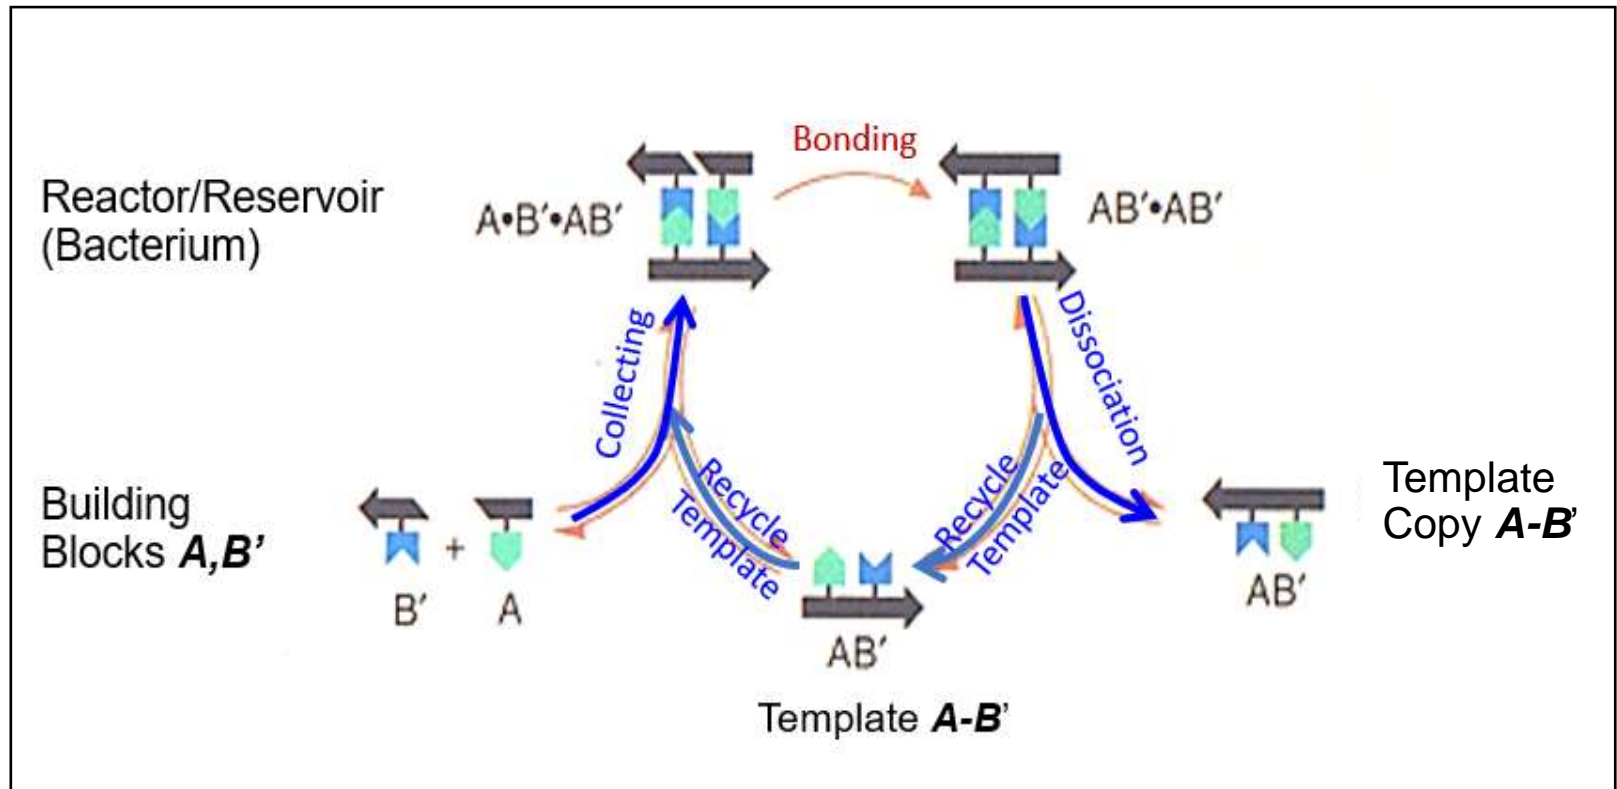 Bonding
Reactor/Reservoir
(Bacterium)
A•B′•AB′
AB′•AB′
Collecting
Dissociation
Recycle
Template
Recycle
Template
Building
Blocks A,B’
B′ + A
AB′
Template A-B’
Template
Copy A-B’
AB′